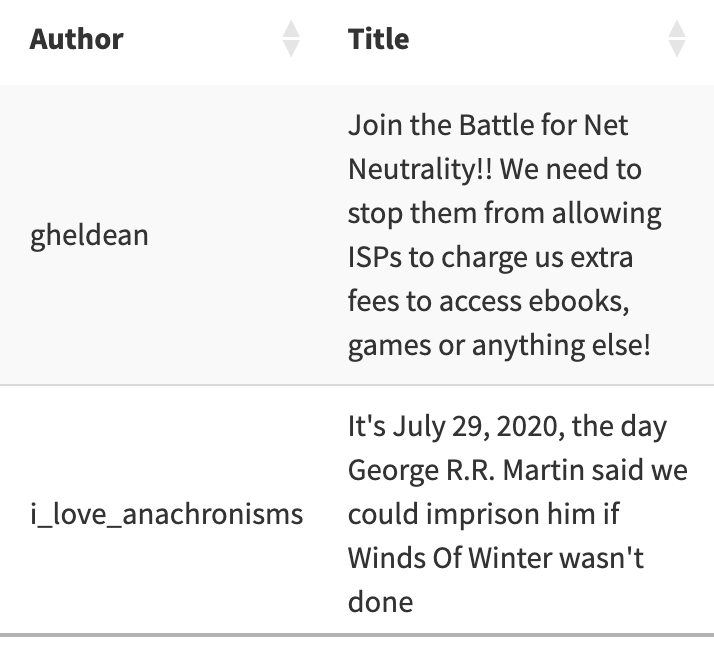 Author Title
gheldean
Join the Battle for Net
Neutrality!! We need to
stop them from allowing
ISPs to charge us extra
fees to access ebooks,
games or anything else!
i_love_anachronisms
It's July 29, 2020, the day
George R.R. Martin said we
could imprison him if
Winds Of Winter wasn't
done